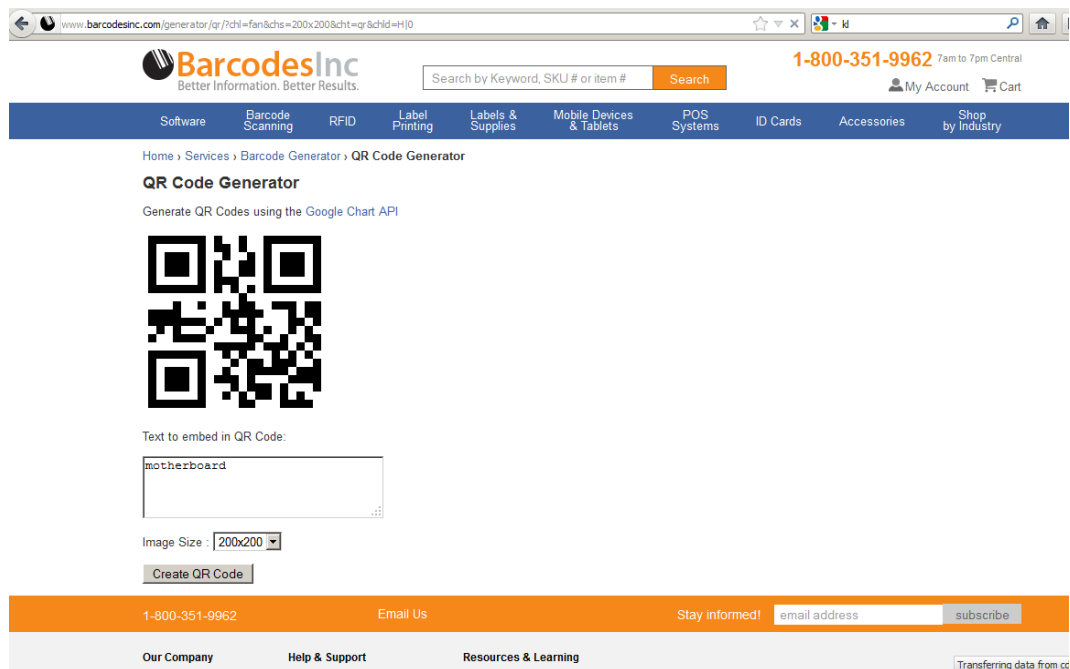 www.barcodesinc.com/generator/qr/?chl=fan&chs=200x200&cht=qr&chld=H|0
kl
BarcodesInc
Better Information. Better Results.
Search by Keyword, SKU # or item #
Search
1-800-351-9962 7am to 7pm Central
My Account Cart
Software
Barcode
Scanning
RFID
Label
Printing
Labels &
Supplies
Mobile Devices
& Tablets
POS
Systems
ID Cards
Accessories
Shop
by Industry
Home › Services › Barcode Generator › QR Code Generator
QR Code Generator
Generate QR Codes using the Google Chart API
Text to embed in QR Code:
motherboard
Image Size : 200x200
Create QR Code
1-800-351-9962 Email Us Stay informed! email address subscribe
Our Company Help & Support Resources & Learning
Transferring data from co